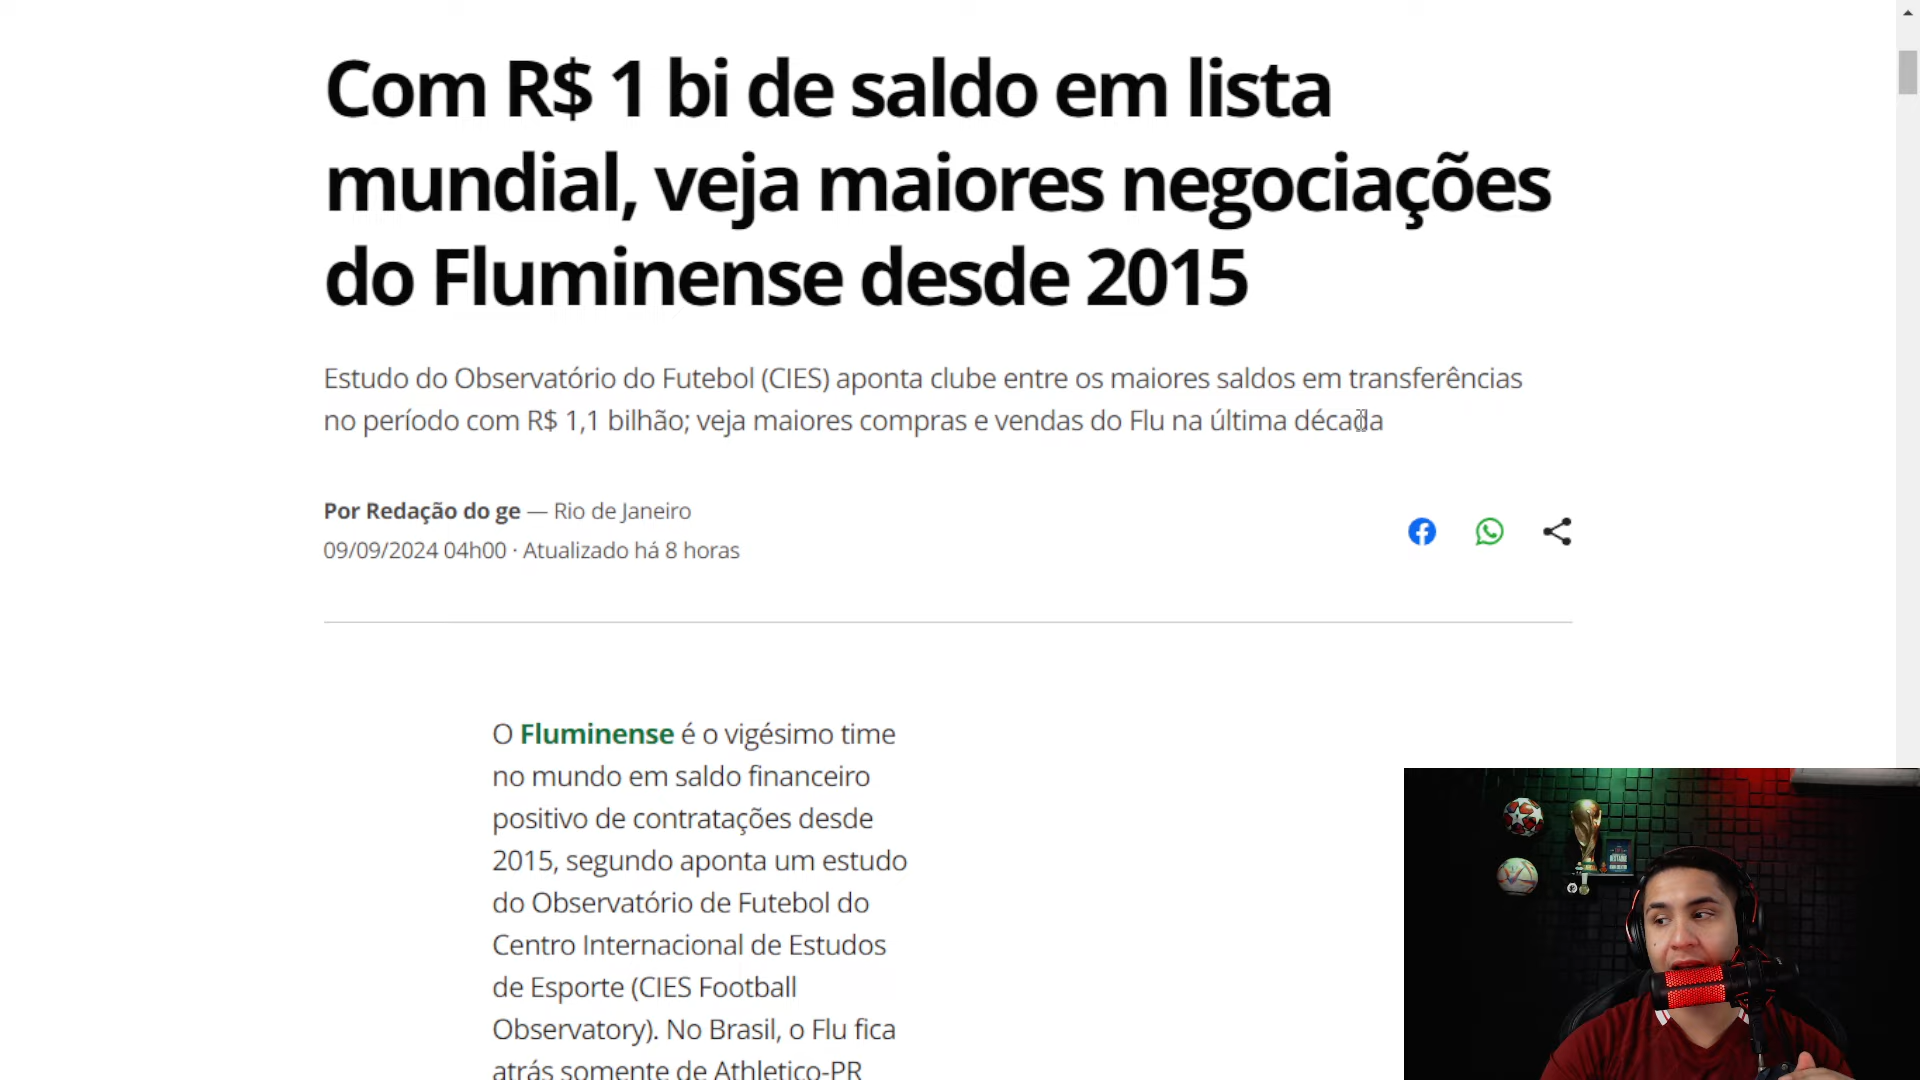 Com R$ 1 bi de saldo em lista
mundial, veja maiores negociações
do Fluminense desde 2015
Estudo do Observatório do Futebol (CIES) aponta clube entre os maiores saldos em transferências
no período com R$ 1,1 bilhão; veja maiores compras e vendas do Flu na última década
Por Redação do ge — Rio de Janeiro
09/09/2024 04h00 · Atualizado há 8 horas
O Fluminense é o vigésimo time
no mundo em saldo financeiro
positivo de contratações desde
2015, segundo aponta um estudo
do Observatório de Futebol do
Centro Internacional de Estudos
de Esporte (CIES Football
Observatory). No Brasil, o Flu fica
atrás somente de Athletico-PR